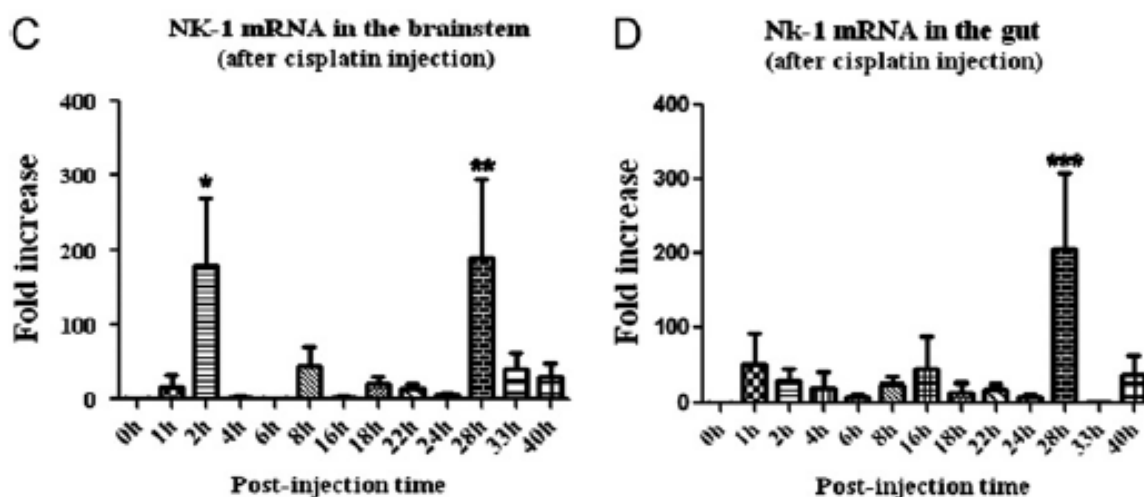 C
NK-1 mRNA in the brainstem
(after cisplatin injection)
Fold increase
400
300
200
100
0
*
**
0h 1h 2h 4h 6h 8h 16h 18h 22h 24h 28h 33h 40h
Post-injection time
D
Nk-1 mRNA in the gut
(after cisplatin injection)
Fold increase
400
300
200
100
0
***
0h 1h 2h 4h 6h 8h 16h 18h 22h 24h 28h 33h 40h
Post-injection time